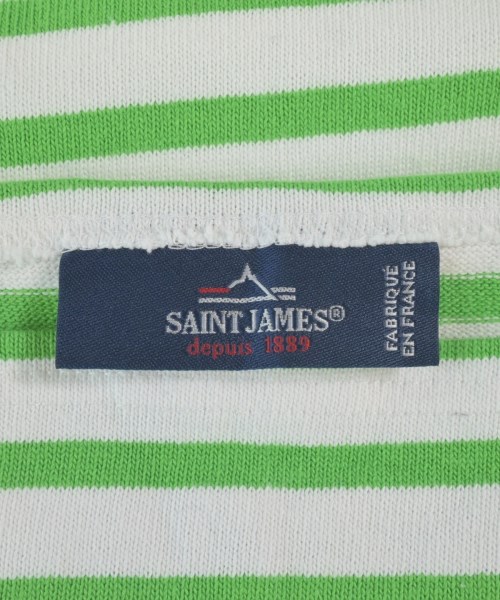 SAINT JAMES®
depuis 1889
FABRIQUÉ
EN FRANCE